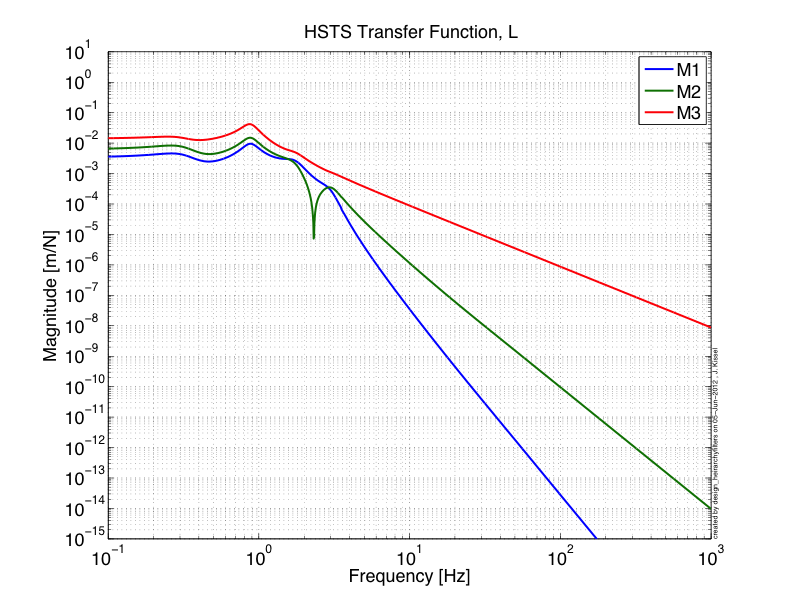 HSTS Transfer Function, L
10^1
10^0
10^−1
10^−2
10^−3
10^−4
10^−5
10^−6
10^−7
10^−8
10^−9
10^−10
10^−11
10^−12
10^−13
10^−14
10^−15
Magnitude [m/N]
M1
M2
M3
created by design_heirarchyfilters on 05−Jun−2012 , J. Kissel
10^−1 10^0 10^1 10^2 10^3
Frequency [Hz]